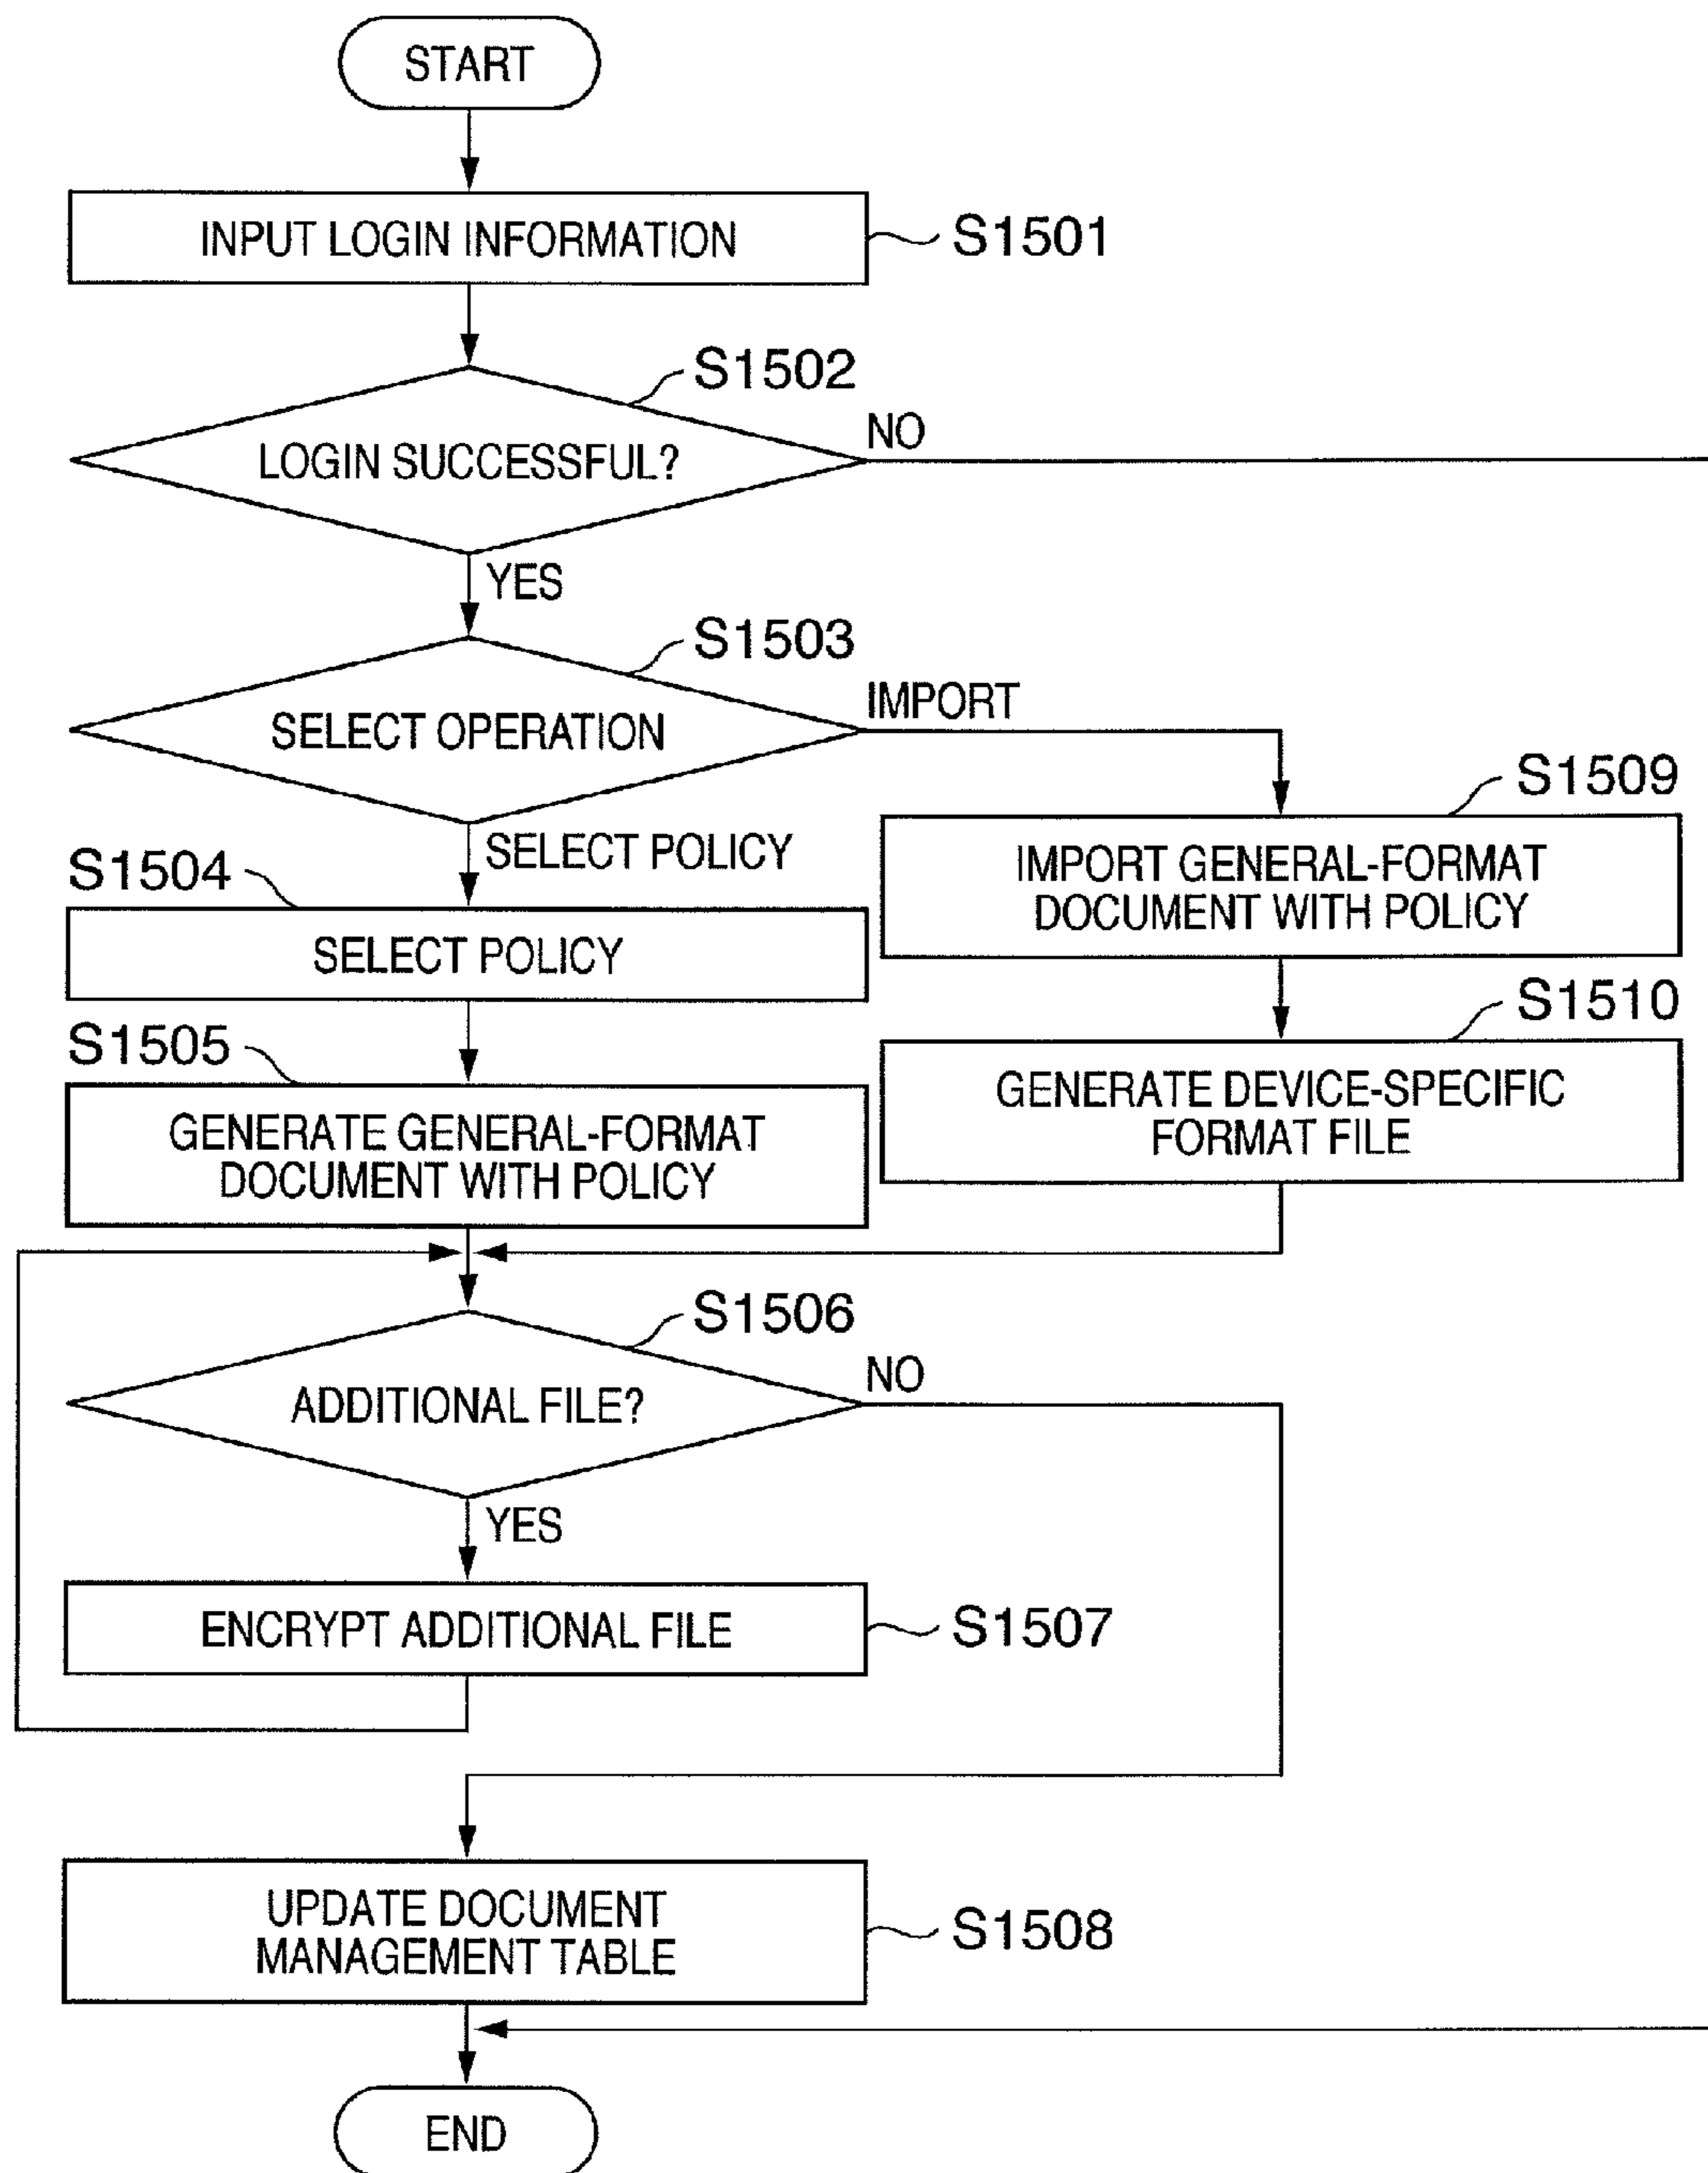 START
INPUT LOGIN INFORMATION
S1501
S1502
LOGIN SUCCESSFUL?
NO
YES
S1503
SELECT OPERATION
IMPORT
SELECT POLICY
S1504
SELECT POLICY
S1505
GENERATE GENERAL-FORMAT
DOCUMENT WITH POLICY
S1509
IMPORT GENERAL-FORMAT
DOCUMENT WITH POLICY
S1510
GENERATE DEVICE-SPECIFIC
FORMAT FILE
S1506
ADDITIONAL FILE?
NO
YES
ENCRYPT ADDITIONAL FILE
S1507
UPDATE DOCUMENT
MANAGEMENT TABLE
S1508
END